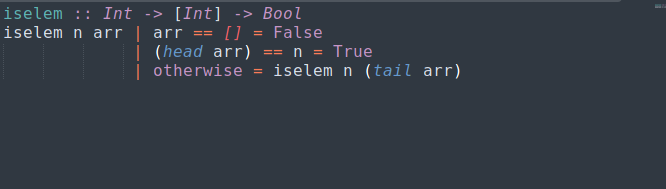 iselem :: Int -> [Int] -> Bool
iselem n arr | arr == [] = False
             | (head arr) == n = True
             | otherwise = iselem n (tail arr)